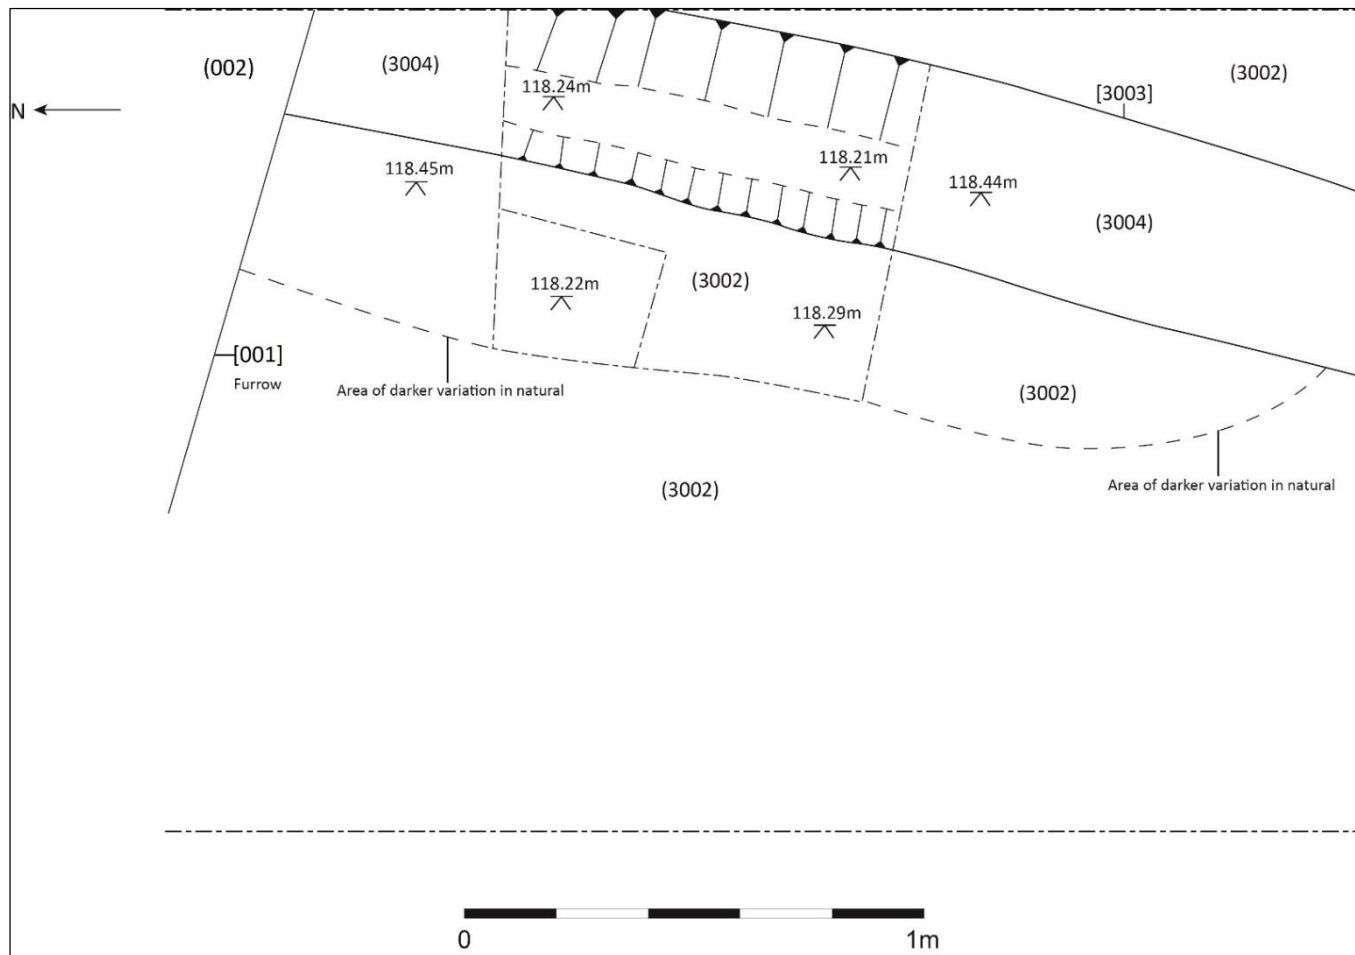 (002)
(3004)
(3002)
118.24m
[3003]
N
118.45m
118.21m
118.44m
(3004)
118.22m
(3002)
118.29m
[001]
Furrow
Area of darker variation in natural
(3002)
(3002)
Area of darker variation in natural
0
1m